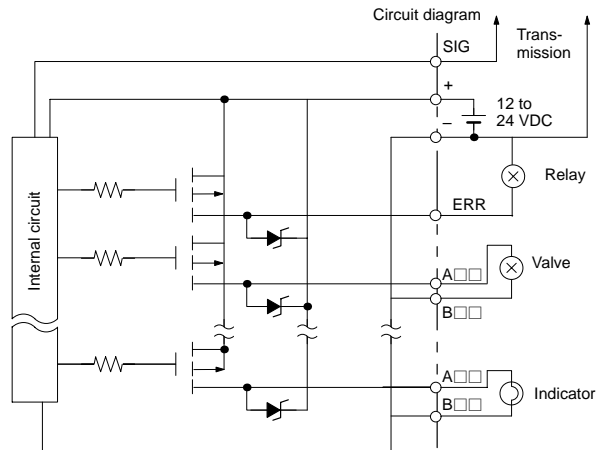 Circuit diagram
SIG
Trans-
mission
+
12 to
24 VDC
–
Relay
ERR
Internal circuit
Valve
A□□
B□□
A□□
B□□
Indicator